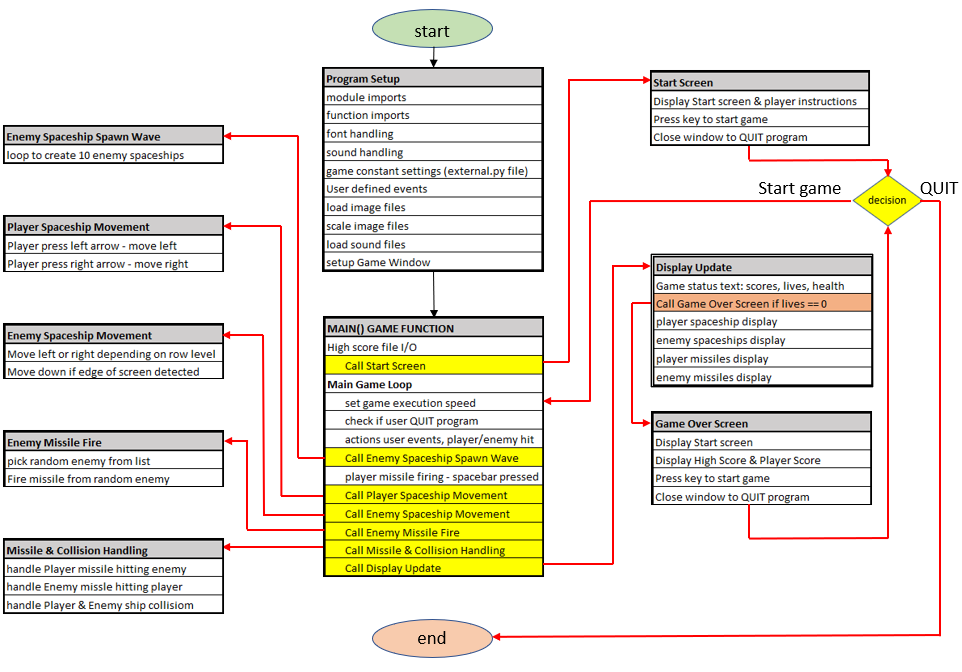 start
Program Setup
module imports
function imports
font handling
sound handling
game constant settings (external.py file)
User defined events
load image files
scale image files
load sound files
setup Game Window
Start Screen
Display Start screen & player instructions
Press key to start game
Close window to QUIT program
Enemy Spaceship Spawn Wave
loop to create 10 enemy spaceships
Start game
decision
QUIT
Player Spaceship Movement
Player press left arrow - move left
Player press right arrow - move right
Display Update
Game status text: scores, lives, health
Call Game Over Screen if lives == 0
player spaceship display
enemy spaceships display
player missiles display
enemy missiles display
MAIN() GAME FUNCTION
High score file I/O
Call Start Screen
Main Game Loop
set game execution speed
check if user QUIT program
actions user events, player/enemy hit
Call Enemy Spaceship Spawn Wave
player missile firing - spacebar pressed
Call Player Spaceship Movement
Call Enemy Spaceship Movement
Call Enemy Missile Fire
Call Missile & Collision Handling
Call Display Update
Enemy Spaceship Movement
Move left or right depending on row level
Move down if edge of screen detected
Game Over Screen
Display Start screen
Display High Score & Player Score
Press key to start game
Close window to QUIT program
Enemy Missile Fire
pick random enemy from list
Fire missile from random enemy
Missile & Collision Handling
handle Player missile hitting enemy
handle Enemy missle hitting player
handle Player & Enemy ship collisiom
end